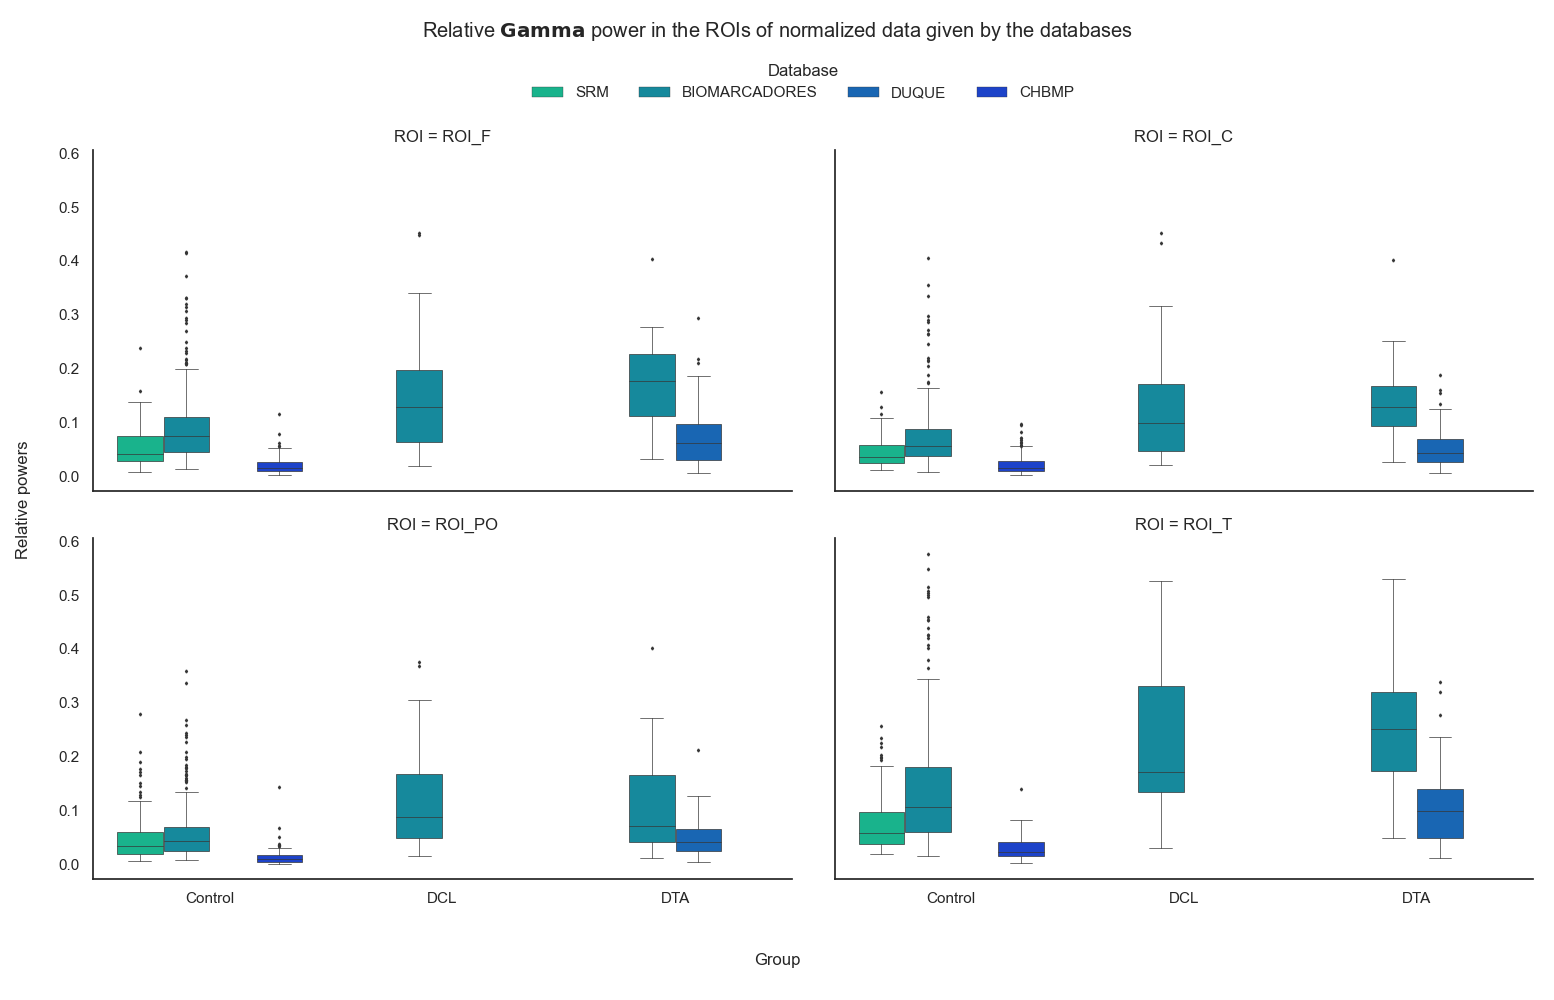 Relative Gamma power in the ROIs of normalized data given by the databases
Database
SRM BIOMARCADORES DUQUE CHBMP
ROI = ROI_F
ROI = ROI_C
0.6
0.5
0.4
0.3
0.2
0.1
0.0
ROI = ROI_PO
ROI = ROI_T
0.6
0.5
0.4
0.3
0.2
0.1
0.0
Relative powers
Control DCL DTA
Control DCL DTA
Group